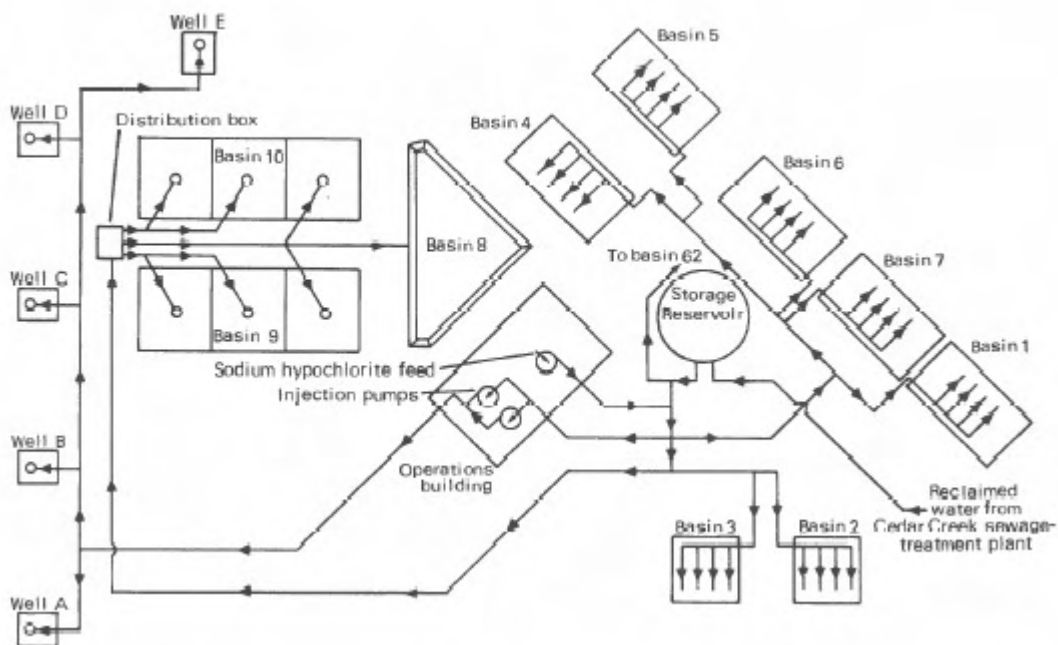 Well E
Basin 5
Well D
Distribution box
Basin 4
Basin 10
Basin 6
Basin 8
To basin 62
Basin 7
Well C
Storage
Reservoir
Basin 9
Basin 1
Sodium hypochlorite feed
Injection pumps
Well B
Operations
building
Reclaimed
water from
Cedar Creek sewage-
treatment plant
Basin 3
Basin 2
Well A